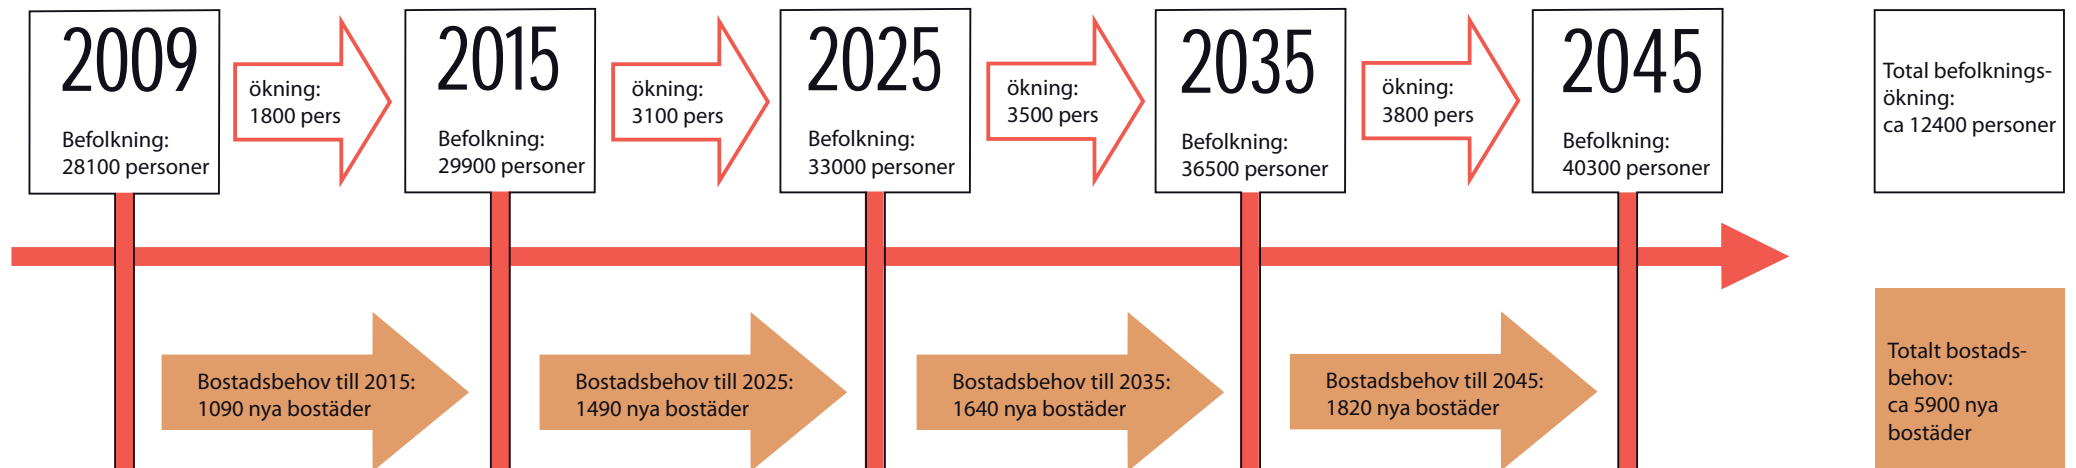 2009
Befolkning:
28100 personer
ökning:
1800 pers
2015
Befolkning:
29900 personer
ökning:
3100 pers
2025
Befolkning:
33000 personer
ökning:
3500 pers
2035
Befolkning:
36500 personer
ökning:
3800 pers
2045
Befolkning:
40300 personer
Total befolknings-
ökning:
ca 12400 personer
Bostadsbehov till 2015:
1090 nya bostäder
Bostadsbehov till 2025:
1490 nya bostäder
Bostadsbehov till 2035:
1640 nya bostäder
Bostadsbehov till 2045:
1820 nya bostäder
Totalt bostads-
behov:
ca 5900 nya
bostäder